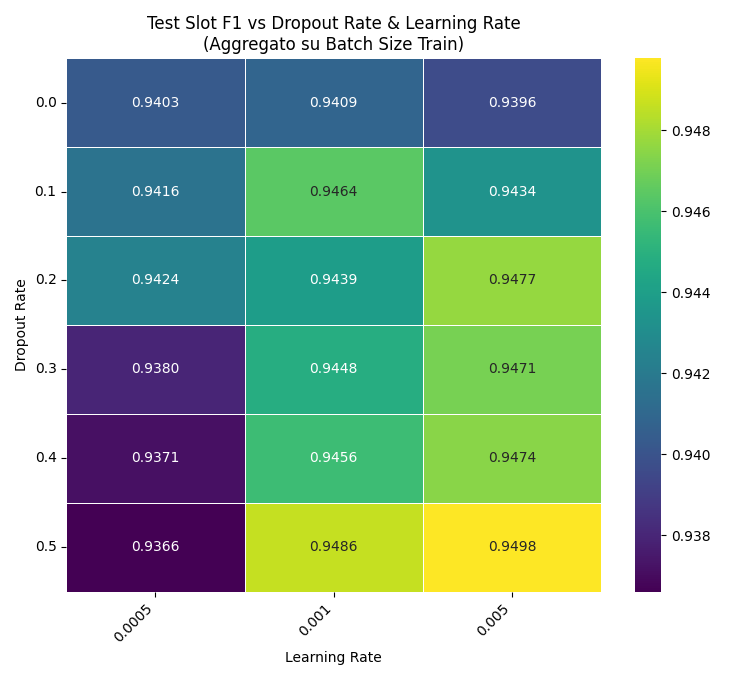 Test Slot F1 vs Dropout Rate & Learning Rate
(Aggregato su Batch Size Train)
Dropout Rate
0.0 0.9403 0.9409 0.9396
0.1 0.9416 0.9464 0.9434
0.2 0.9424 0.9439 0.9477
0.3 0.9380 0.9448 0.9471
0.4 0.9371 0.9456 0.9474
0.5 0.9366 0.9486 0.9498
0.0005 0.001 0.005
Learning Rate
0.948
0.946
0.944
0.942
0.940
0.938